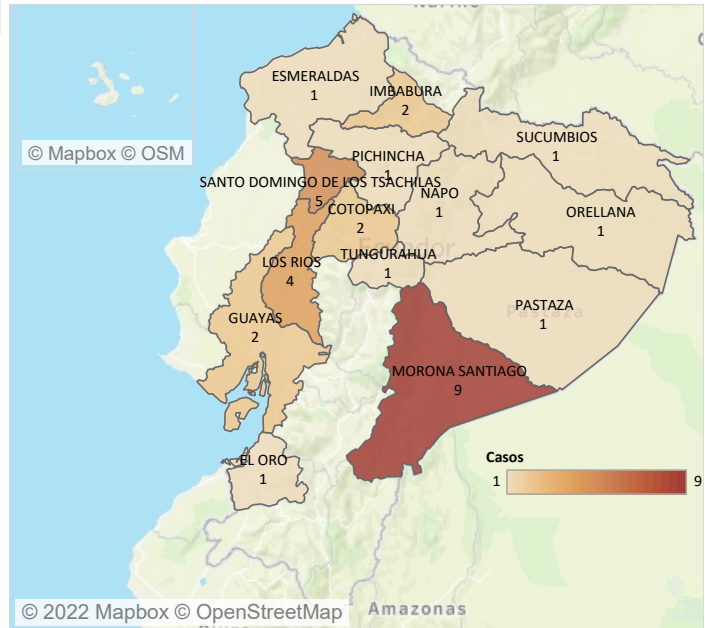 ESMERALDAS
1
IMBABURA
2
© Mapbox © OSM
SUCUMBIOS
1
PICHINCHA
1
SANTO DOMINGO DE LOS TSACHILAS
5
NAPO
1
COTOPAXI
2
ORELLANA
1
Ecuador
TUNGURAHUA
1
LOS RIOS
4
PASTAZA
Pastaza
1
GUAYAS
2
MORONA SANTIAGO
9
Casos
1
9
EL ORO
1
© 2022 Mapbox © OpenStreetMap
Amazonas